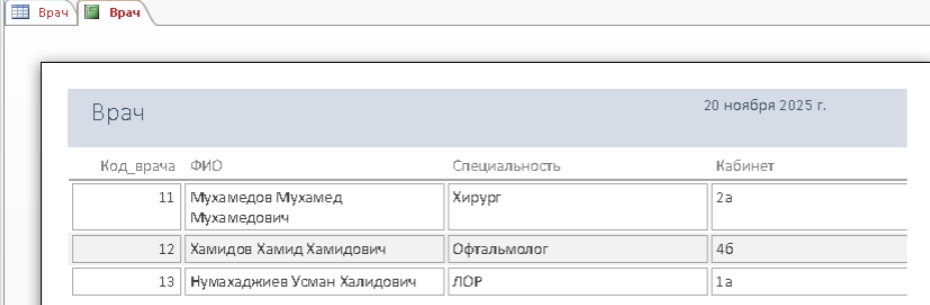 Врач Врач
Врач 20 ноября 2025 г.
Код_врача ФИО Специальность Кабинет
11 Мухамедов Мухамед Хирург 2а
Мухамедович
12 Хамидов Хамид Хамидович Офтальмолог 4б
13 Нумахаджиев Усман Халидович ЛОР 1а